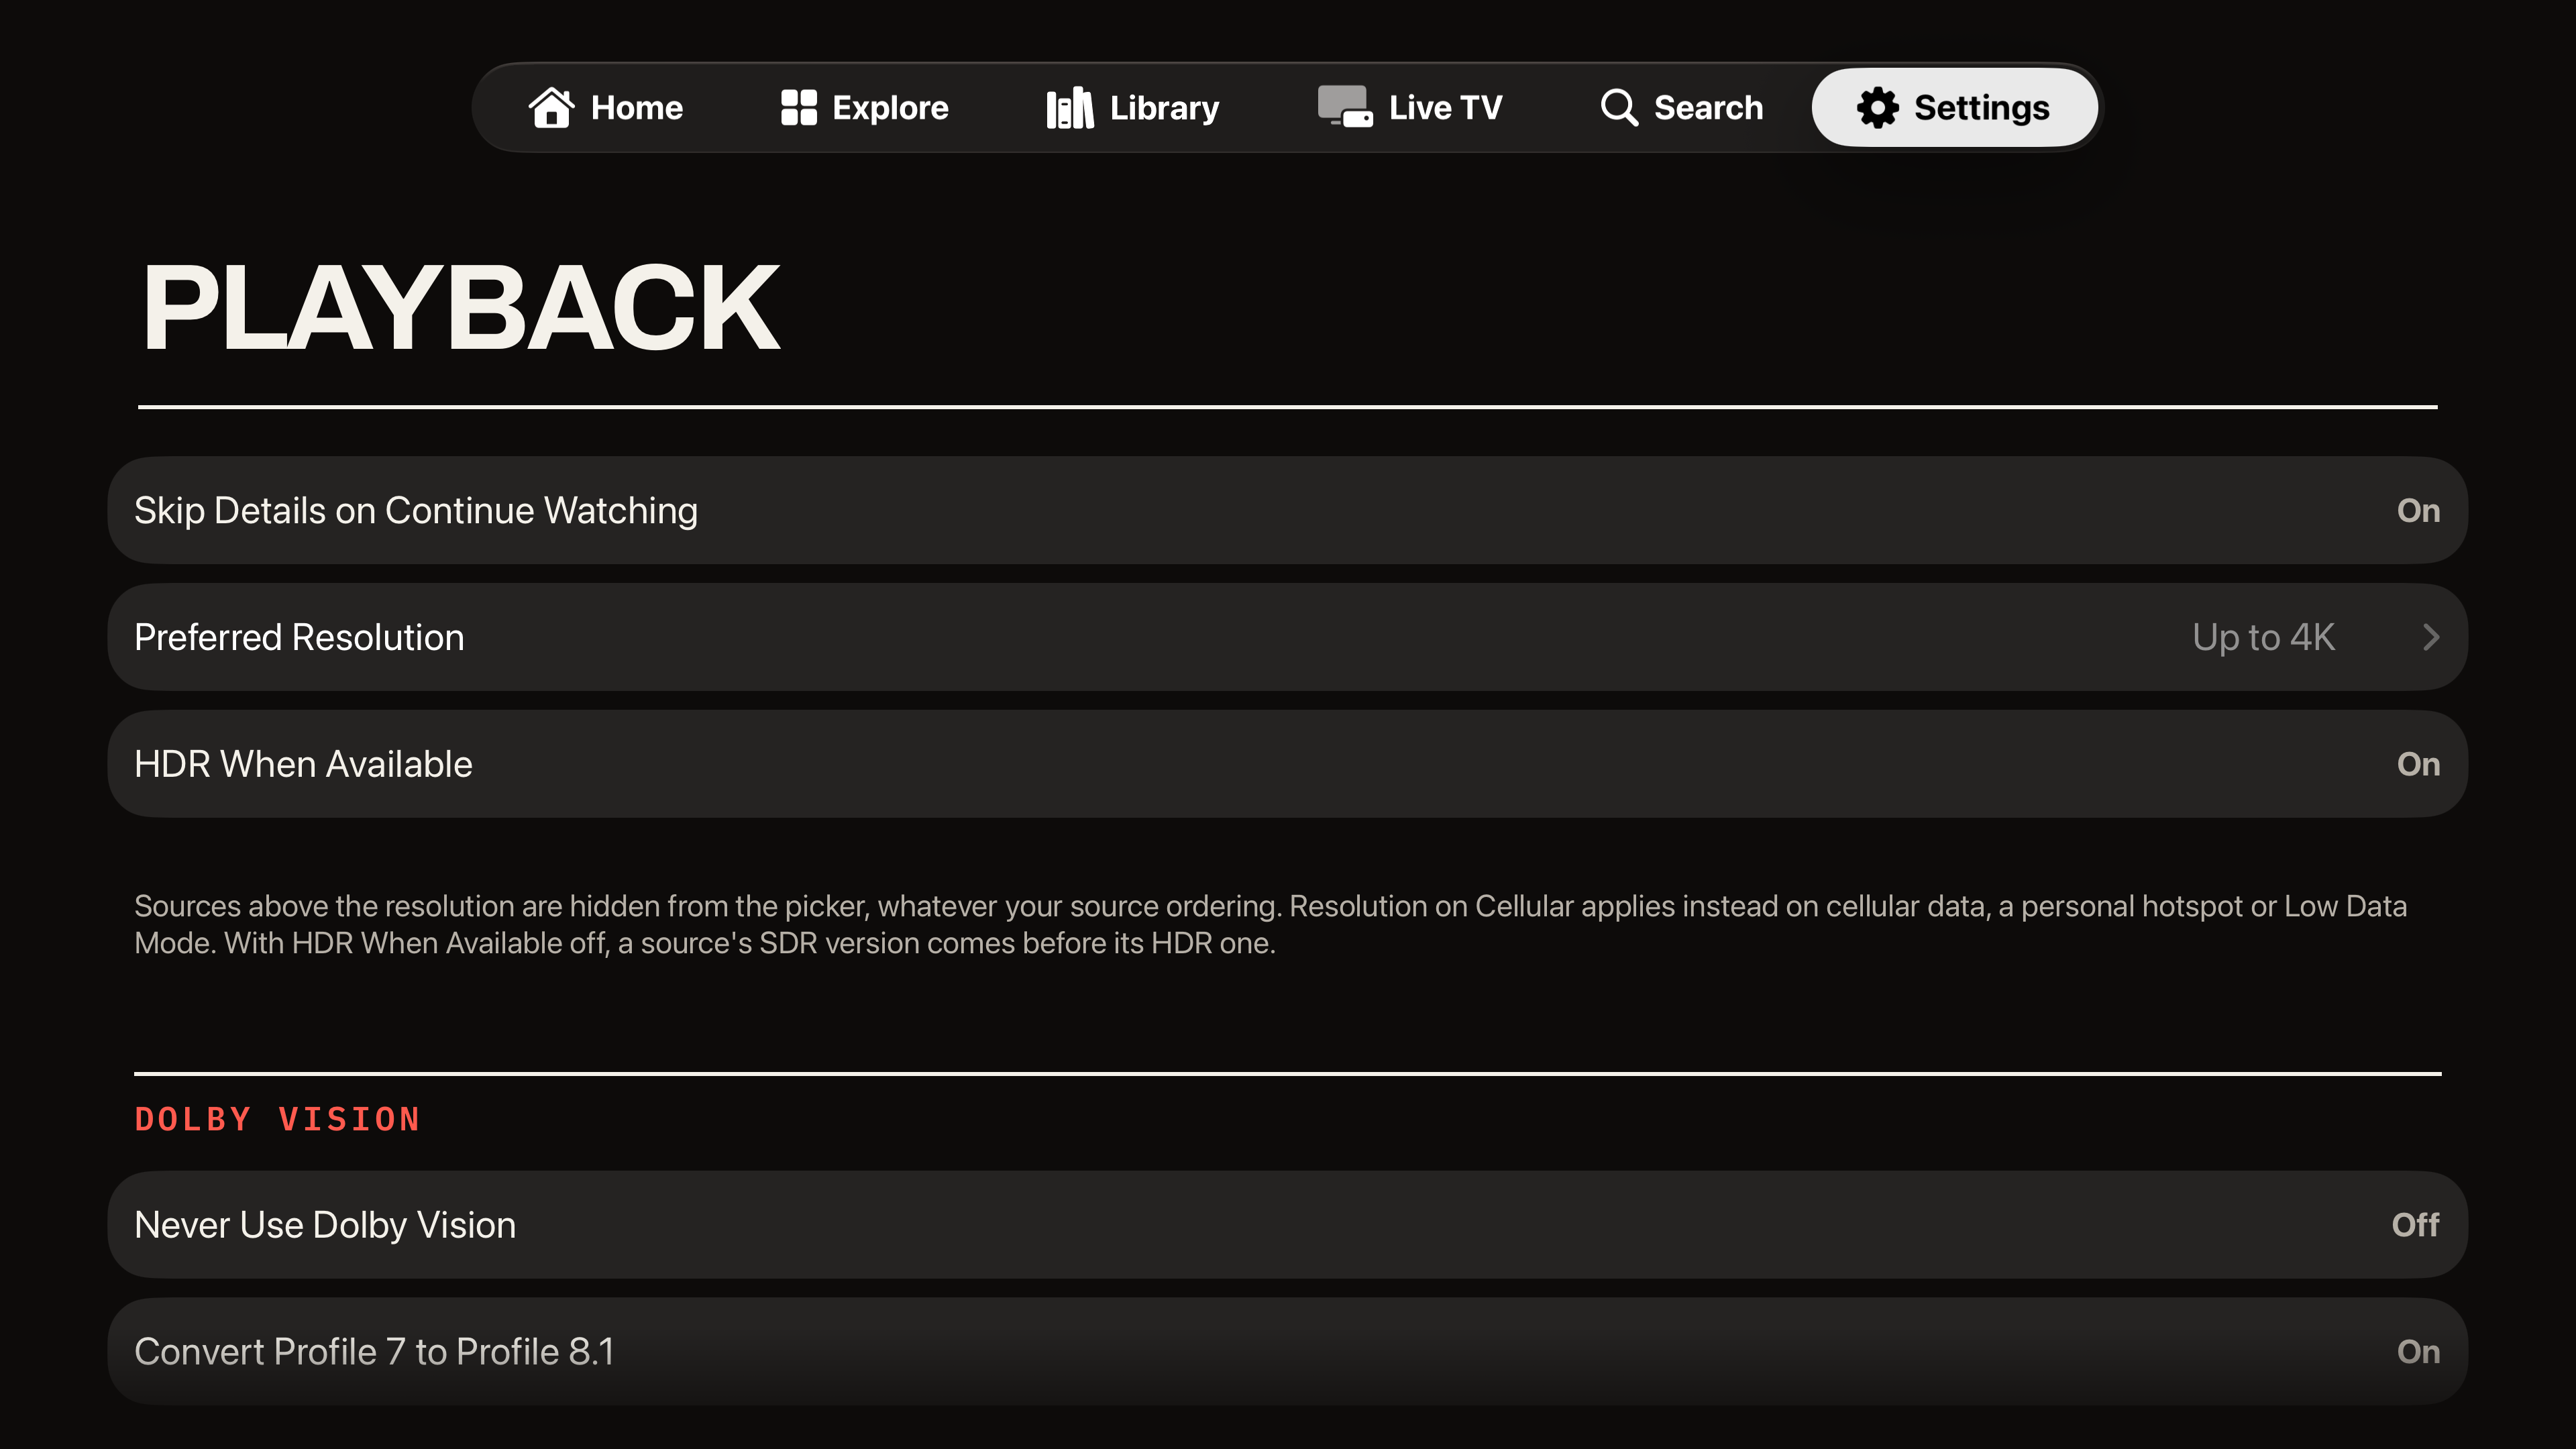 Home
Explore
Library
Live TV
Search
Settings
PLAYBACK
Skip Details on Continue Watching
On
Preferred Resolution
Up to 4K
HDR When Available
On
Sources above the resolution are hidden from the picker, whatever your source ordering. Resolution on Cellular applies instead on cellular data, a personal hotspot or Low Data
Mode. With HDR When Available off, a source's SDR version comes before its HDR one.
DOLBY VISION
Never Use Dolby Vision
Off
Convert Profile 7 to Profile 8.1
On